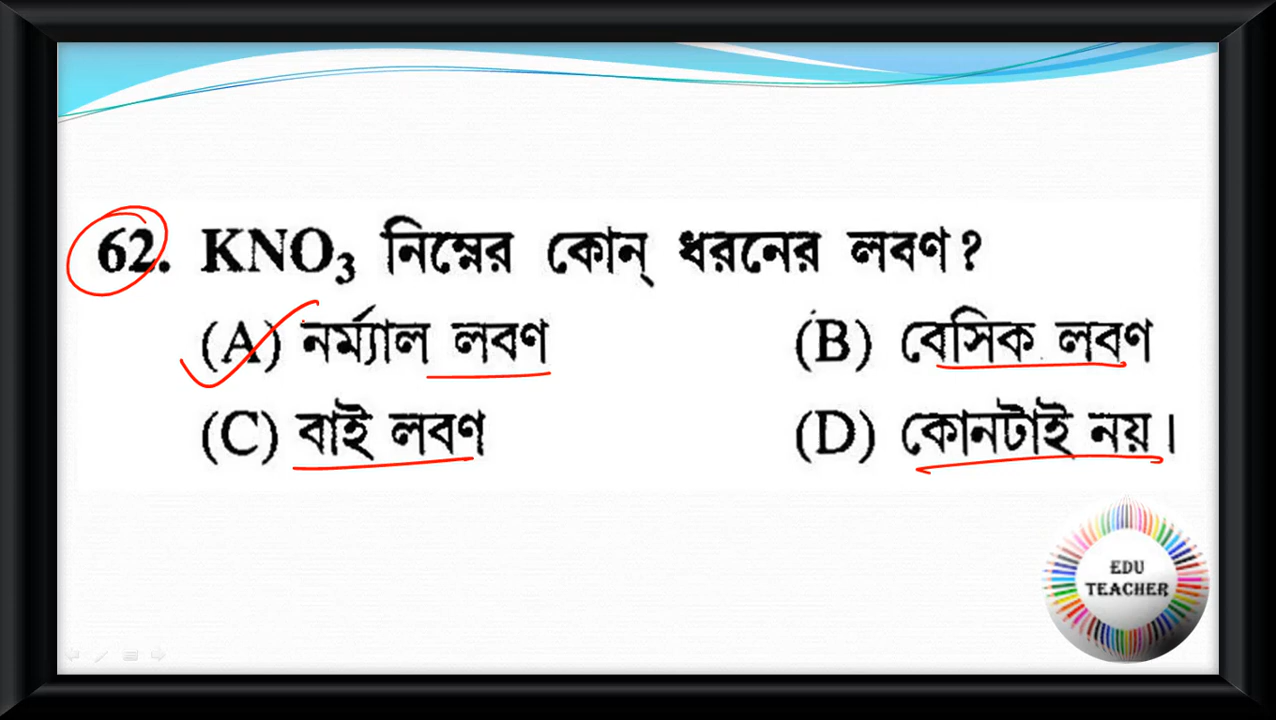 62. KNO₃ নিম্নের কোন্ ধরনের লবণ ?
(A) নর্ম্যাল লবণ (B) বেসিক লবণ
(C) বাই লবণ (D) কোনটাই নয়।
EDU
TEACHER